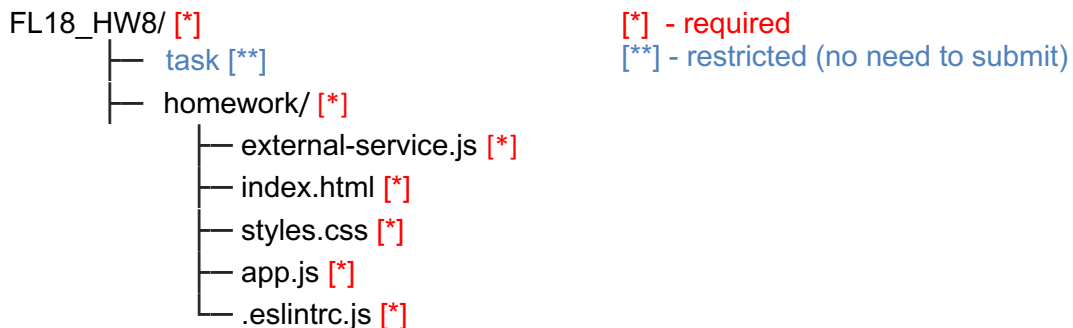 FL18_HW8/ [*]
[*] - required
├── task [**]
[**] - restricted (no need to submit)
├── homework/ [*]
├── external-service.js [*]
├── index.html [*]
├── styles.css [*]
├── app.js [*]
└── .eslintrc.js [*]